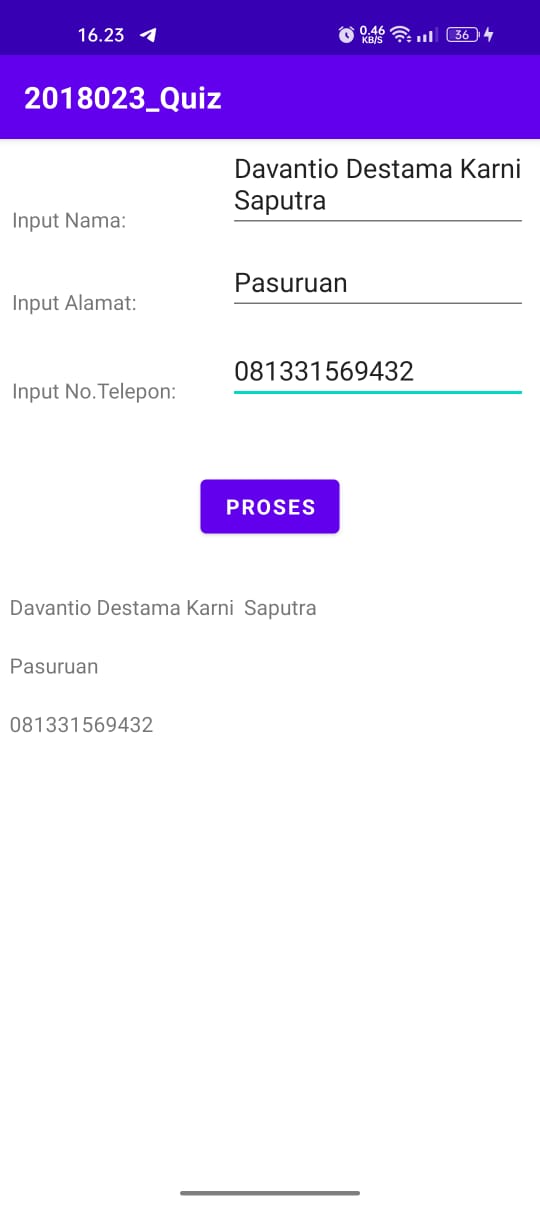 16.23 0.46 KB/S 36
2018023_Quiz
Davantio Destama Karni
Saputra
Input Nama:
Pasuruan
Input Alamat:
081331569432
Input No.Telepon:
PROSES
Davantio Destama Karni  Saputra
Pasuruan
081331569432